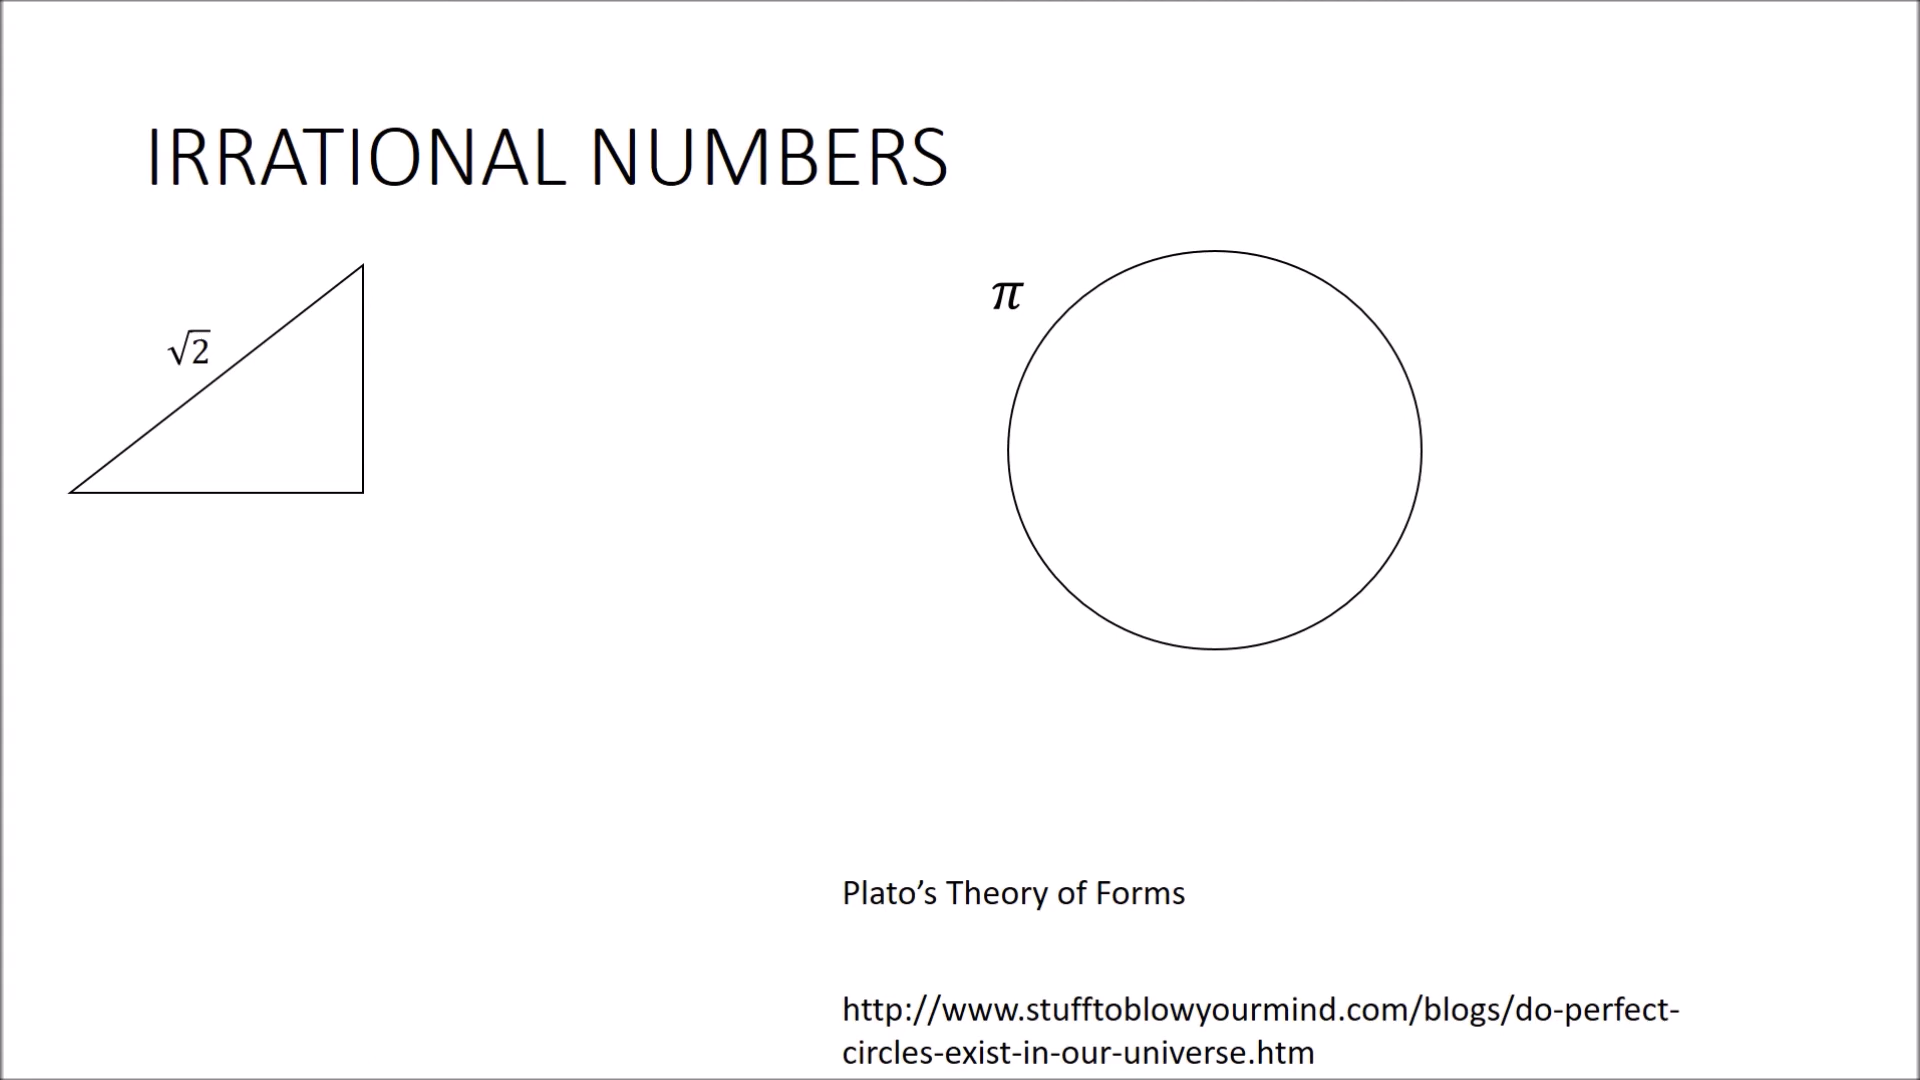 IRRATIONAL NUMBERS
√2
π
Plato’s Theory of Forms
http://www.stufftoblowyourmind.com/blogs/do-perfect-
circles-exist-in-our-universe.htm